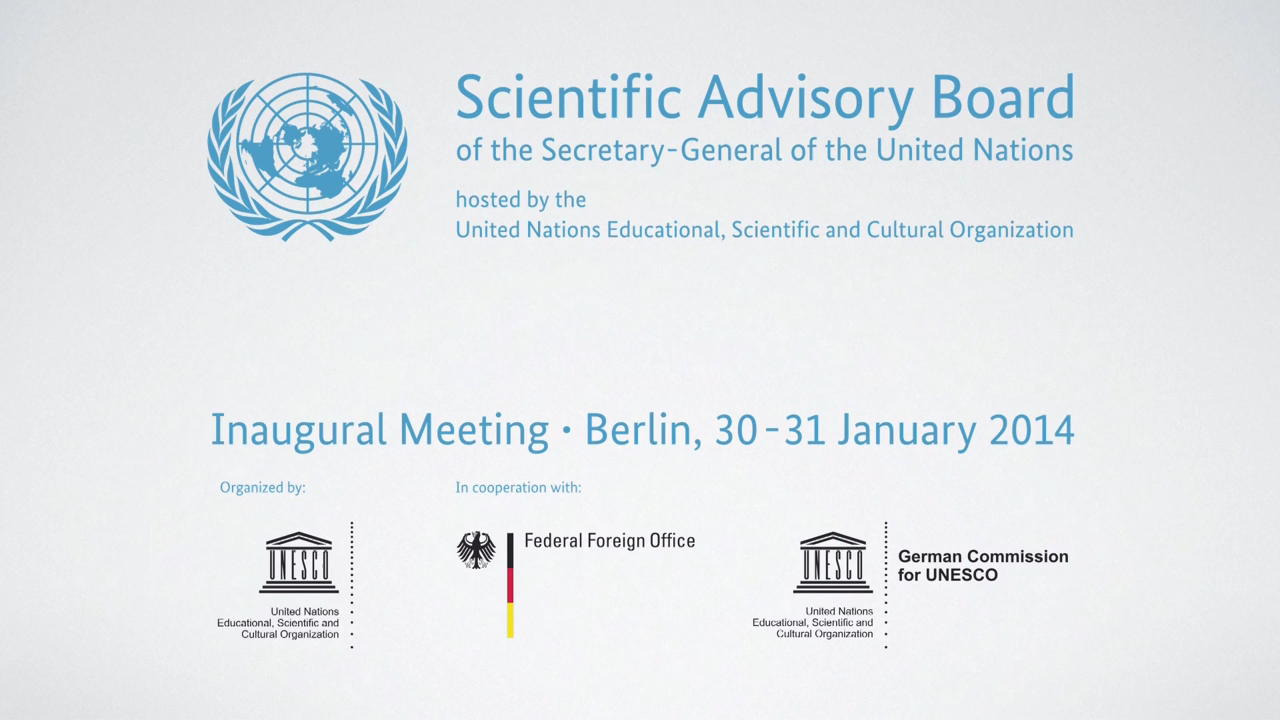 Scientific Advisory Board
of the Secretary-General of the United Nations
hosted by the
United Nations Educational, Scientific and Cultural Organization
Inaugural Meeting · Berlin, 30-31 January 2014
Organized by:
In cooperation with:
UNESCO
United Nations
Educational, Scientific and
Cultural Organization
Federal Foreign Office
UNESCO
United Nations
Educational, Scientific and
Cultural Organization
German Commission
for UNESCO